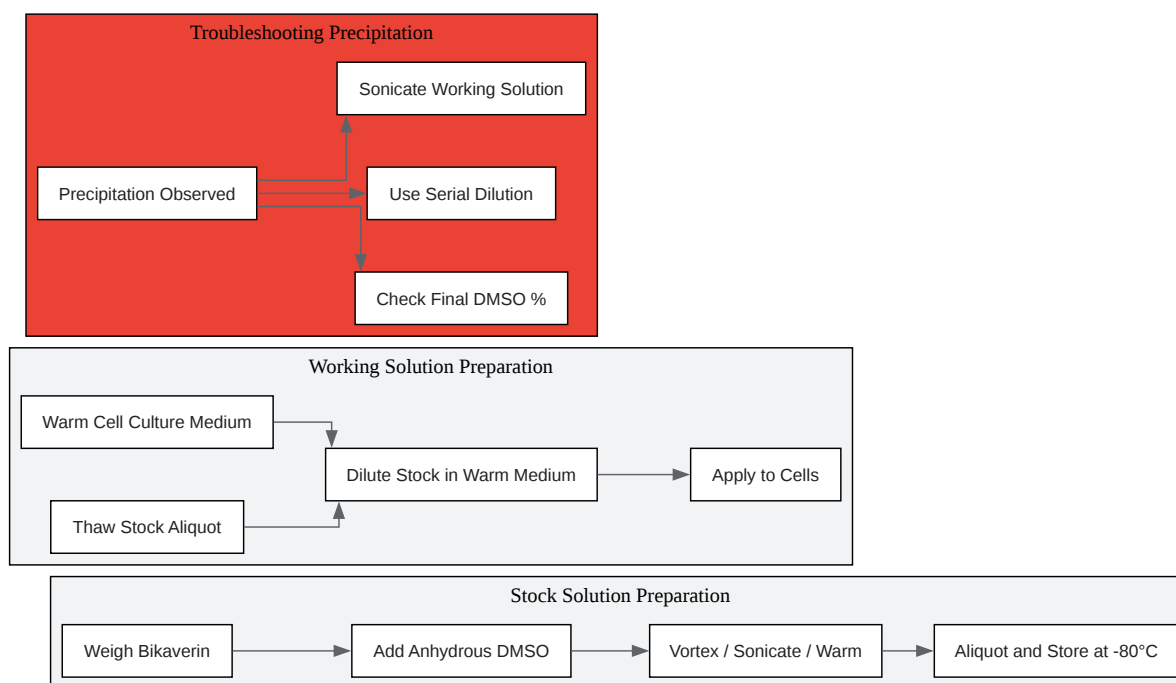 Troubleshooting Precipitation
Sonicate Working Solution
Precipitation Observed
Use Serial Dilution
Check Final DMSO %
Working Solution Preparation
Warm Cell Culture Medium
Dilute Stock in Warm Medium
Apply to Cells
Thaw Stock Aliquot
Stock Solution Preparation
Weigh Bikaverin
Add Anhydrous DMSO
Vortex / Sonicate / Warm
Aliquot and Store at -80°C